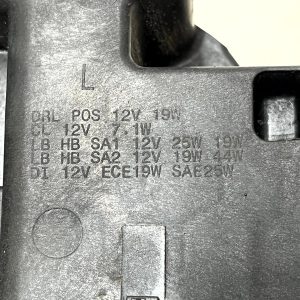 L
DRL POS 12V 19W
CL 12V 7.1W
LB HB SA1 12V 25W 19W
LB HB SA2 12V 19W 44W
DI 12V ECE19W SAE25W